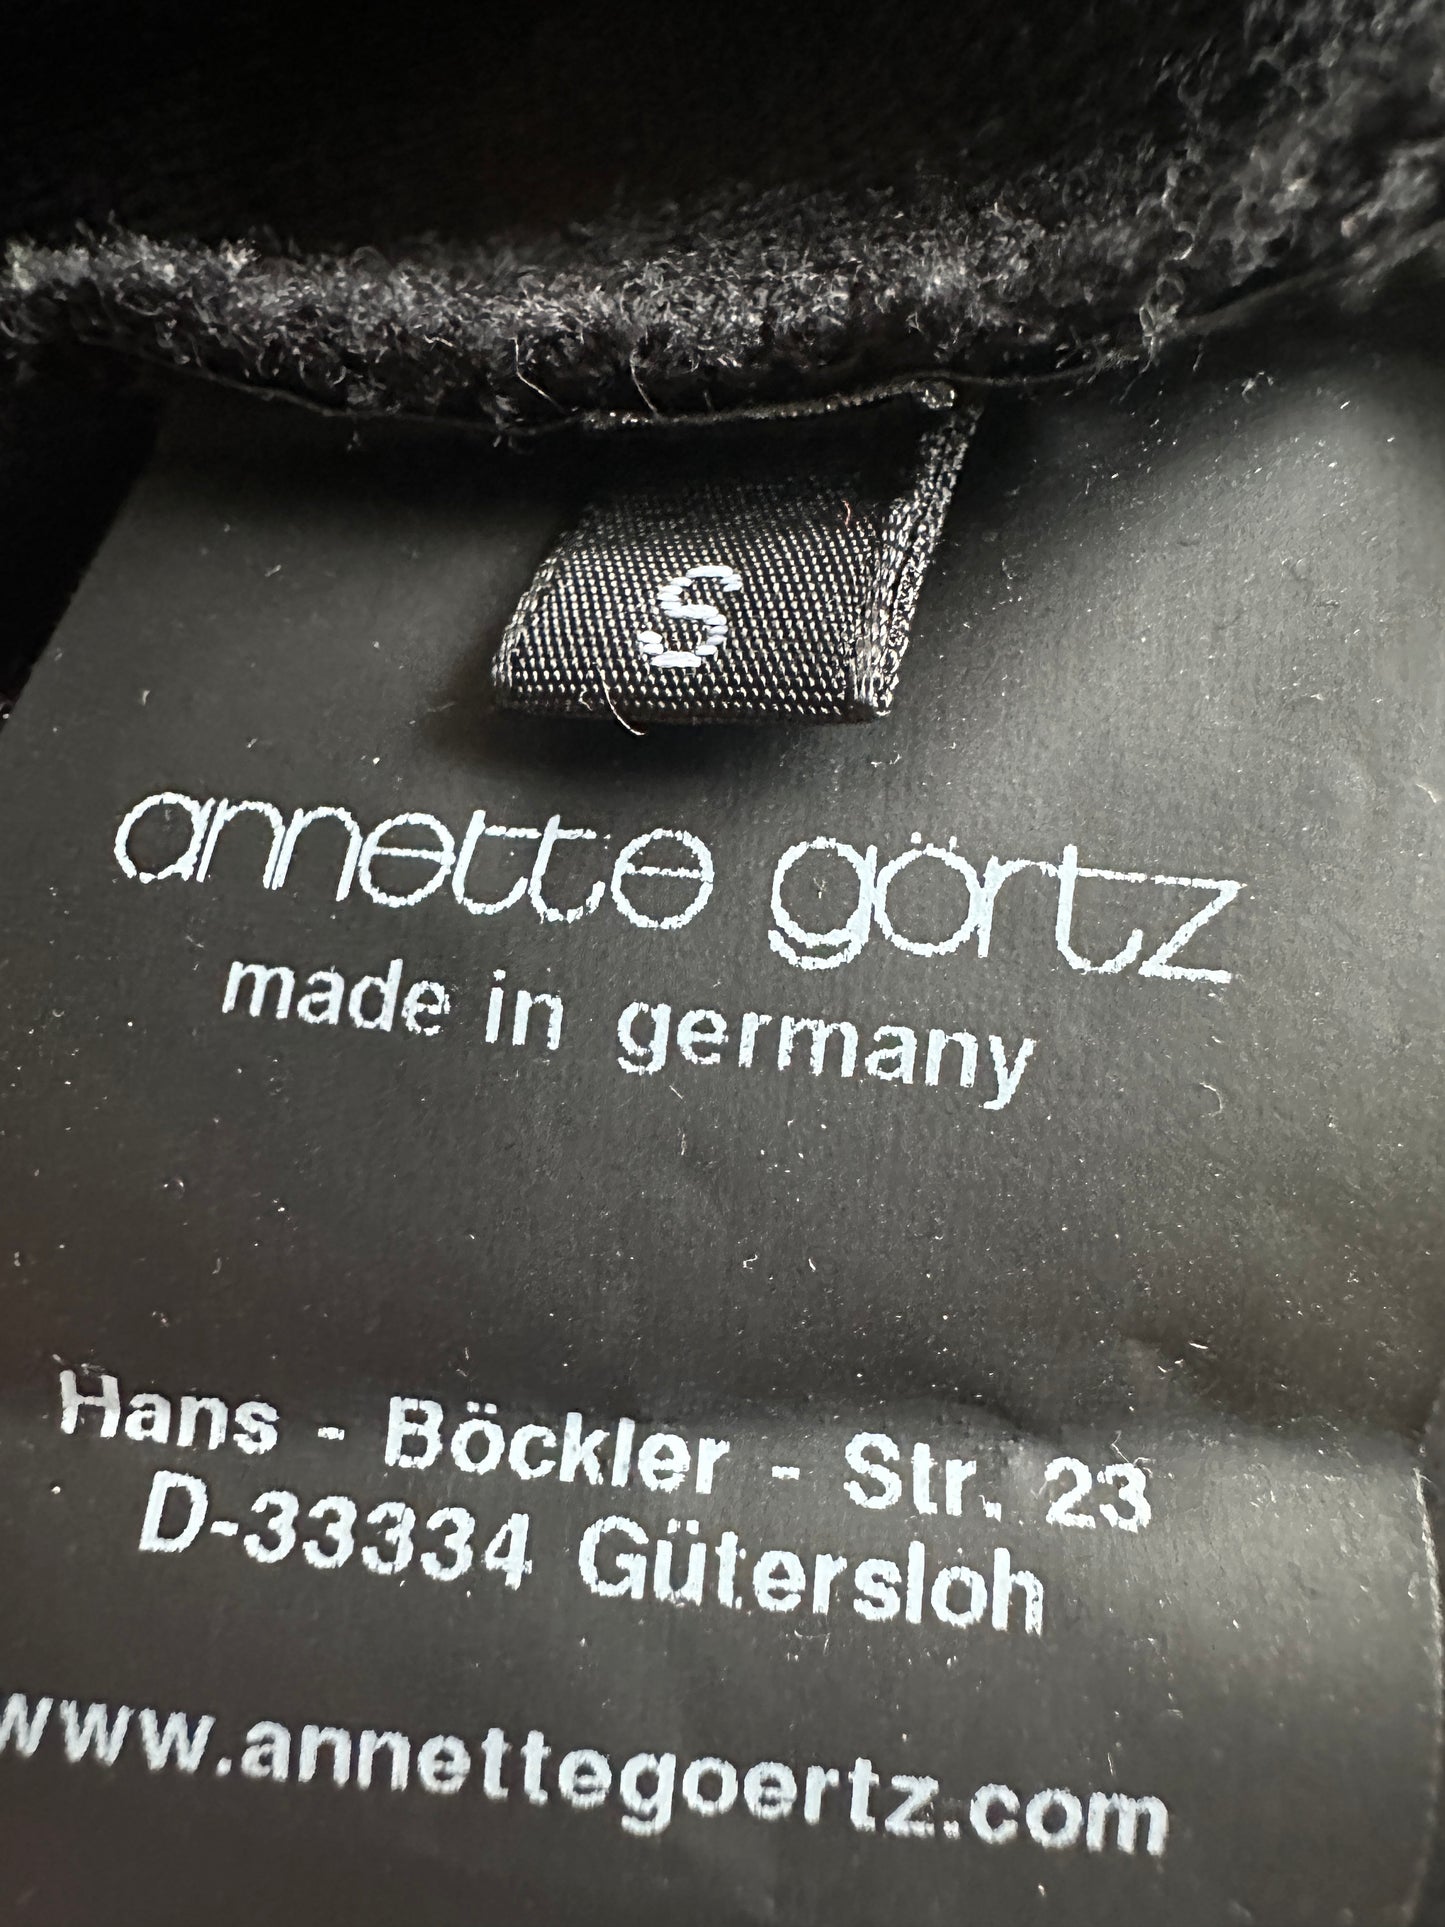 S
annette görtz
made in germany
Hans - Böckler - Str. 23
D-33334 Gütersloh
www.annettegoertz.com